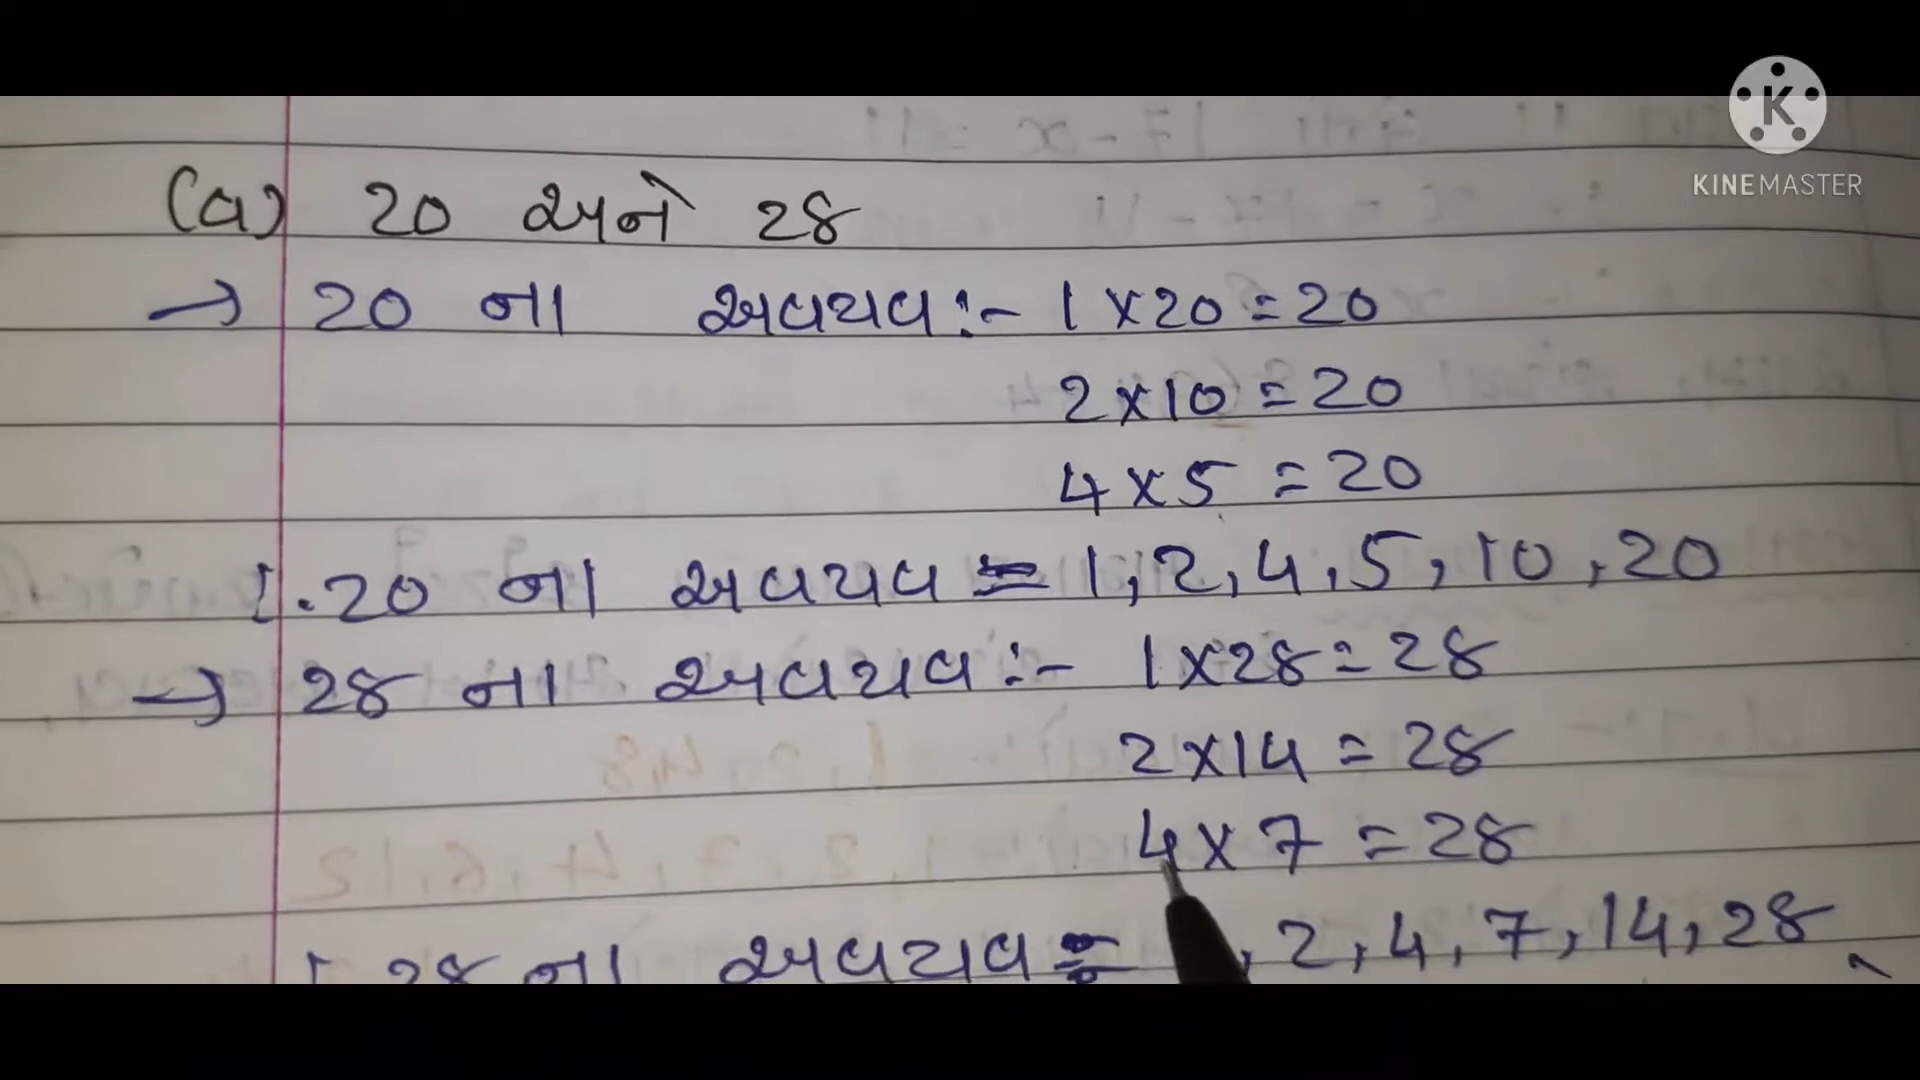 KINEMASTER
(a) 20 અને 28
→ 20 ના અવયવ :- 1 × 20 = 20
2 × 10 = 20
4 × 5 = 20
20 ના અવયવ = 1, 2, 4, 5, 10, 20
→ 28 ના અવયવ :- 1 × 28 = 28
2 × 14 = 28
4 × 7 = 28
28 ના અવયવ = , 2, 4, 7, 14, 28